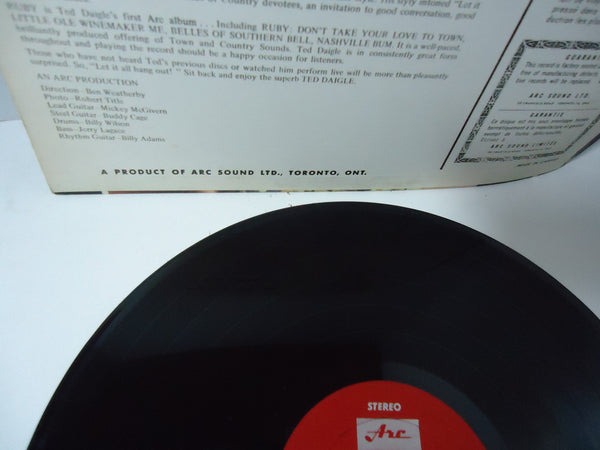 of Country devotees, an invitation to good conversation, good
RUBY is Ted Daigle's first Arc album . . . Including RUBY: DON'T TAKE YOUR LOVE TO TOWN,
LITTLE OLE WINEMAKER ME, BELLES OF SOUTHERN BELL, NASHVILLE BUM. It is a well-paced,
brilliantly produced offering of Town and Country Sounds. Ted Daigle is in consistently great form
throughout and playing the record should be a happy occasion for listeners.
Those who have not heard Ted's previous discs or watched him perform live will be more than pleasantly
surprised. So, "Let it all hang out! " Sit back and enjoy the superb TED DAIGLE.
AN ARC PRODUCTION
Direction - Ben Weatherby
Photo - Robert Title
Lead Guitar - Mickey McGivern
Steel Guitar - Buddy Cage
Drums - Billy Wilson
Bass - Jerry Lagace
Rhythm Guitar - Billy Adams
A PRODUCT OF ARC SOUND LTD., TORONTO, ONT.
GUARANTEE
ARC SOUND LTD.
GARANTIE
ARC SOUND LIMITEE
STEREO
Arc